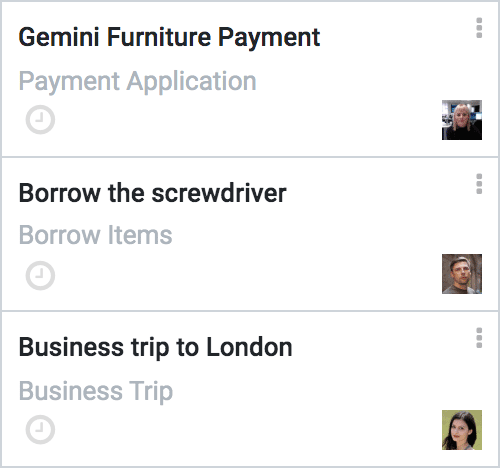 Gemini Furniture Payment
Payment Application
Borrow the screwdriver
Borrow Items
Business trip to London
Business Trip